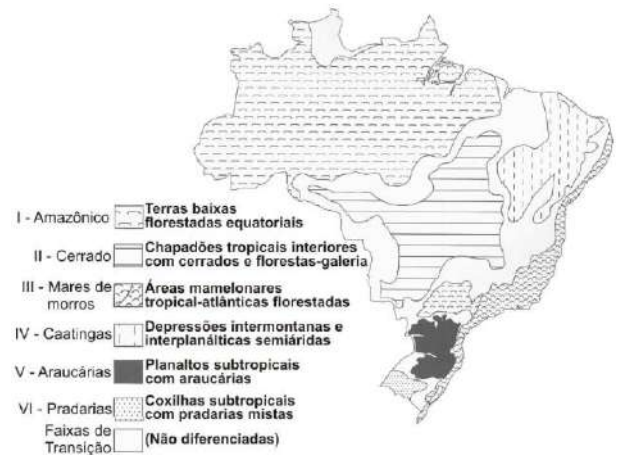 I - Amazônico Terras baixas
florestadas equatoriais
II - Cerrado Chapadões tropicais interiores
com cerrados e florestas-galeria
III - Mares de
morros Áreas mamelonares
tropical-atlânticas florestadas
IV - Caatingas Depressões intermontanas e
interplanálticas semiáridas
V - Araucárias Planaltos subtropicais
com araucárias
VI - Pradarias Coxilhas subtropicais
com pradarias mistas
Faixas de
Transição (Não diferenciadas)